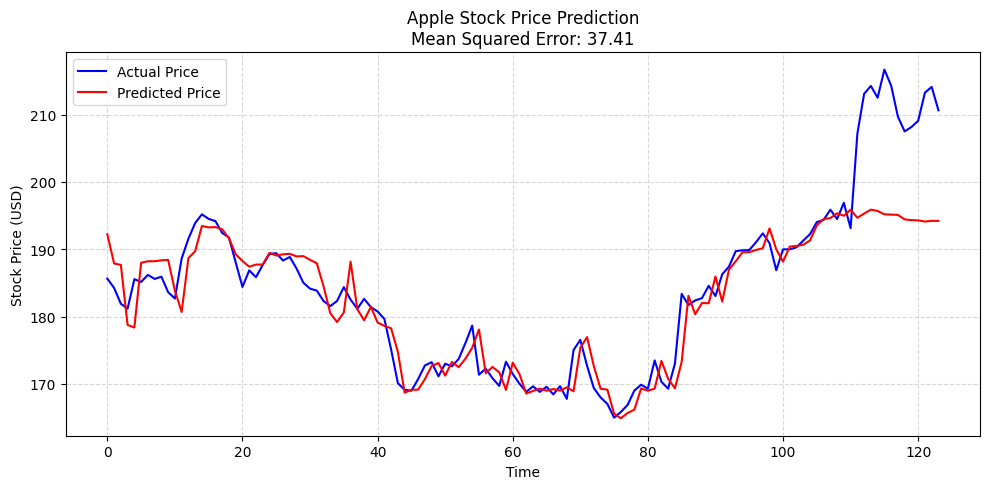 Apple Stock Price Prediction
Mean Squared Error: 37.41
Actual Price
Predicted Price
Stock Price (USD)
210
200
190
180
170
0
20
40
60
80
100
120
Time